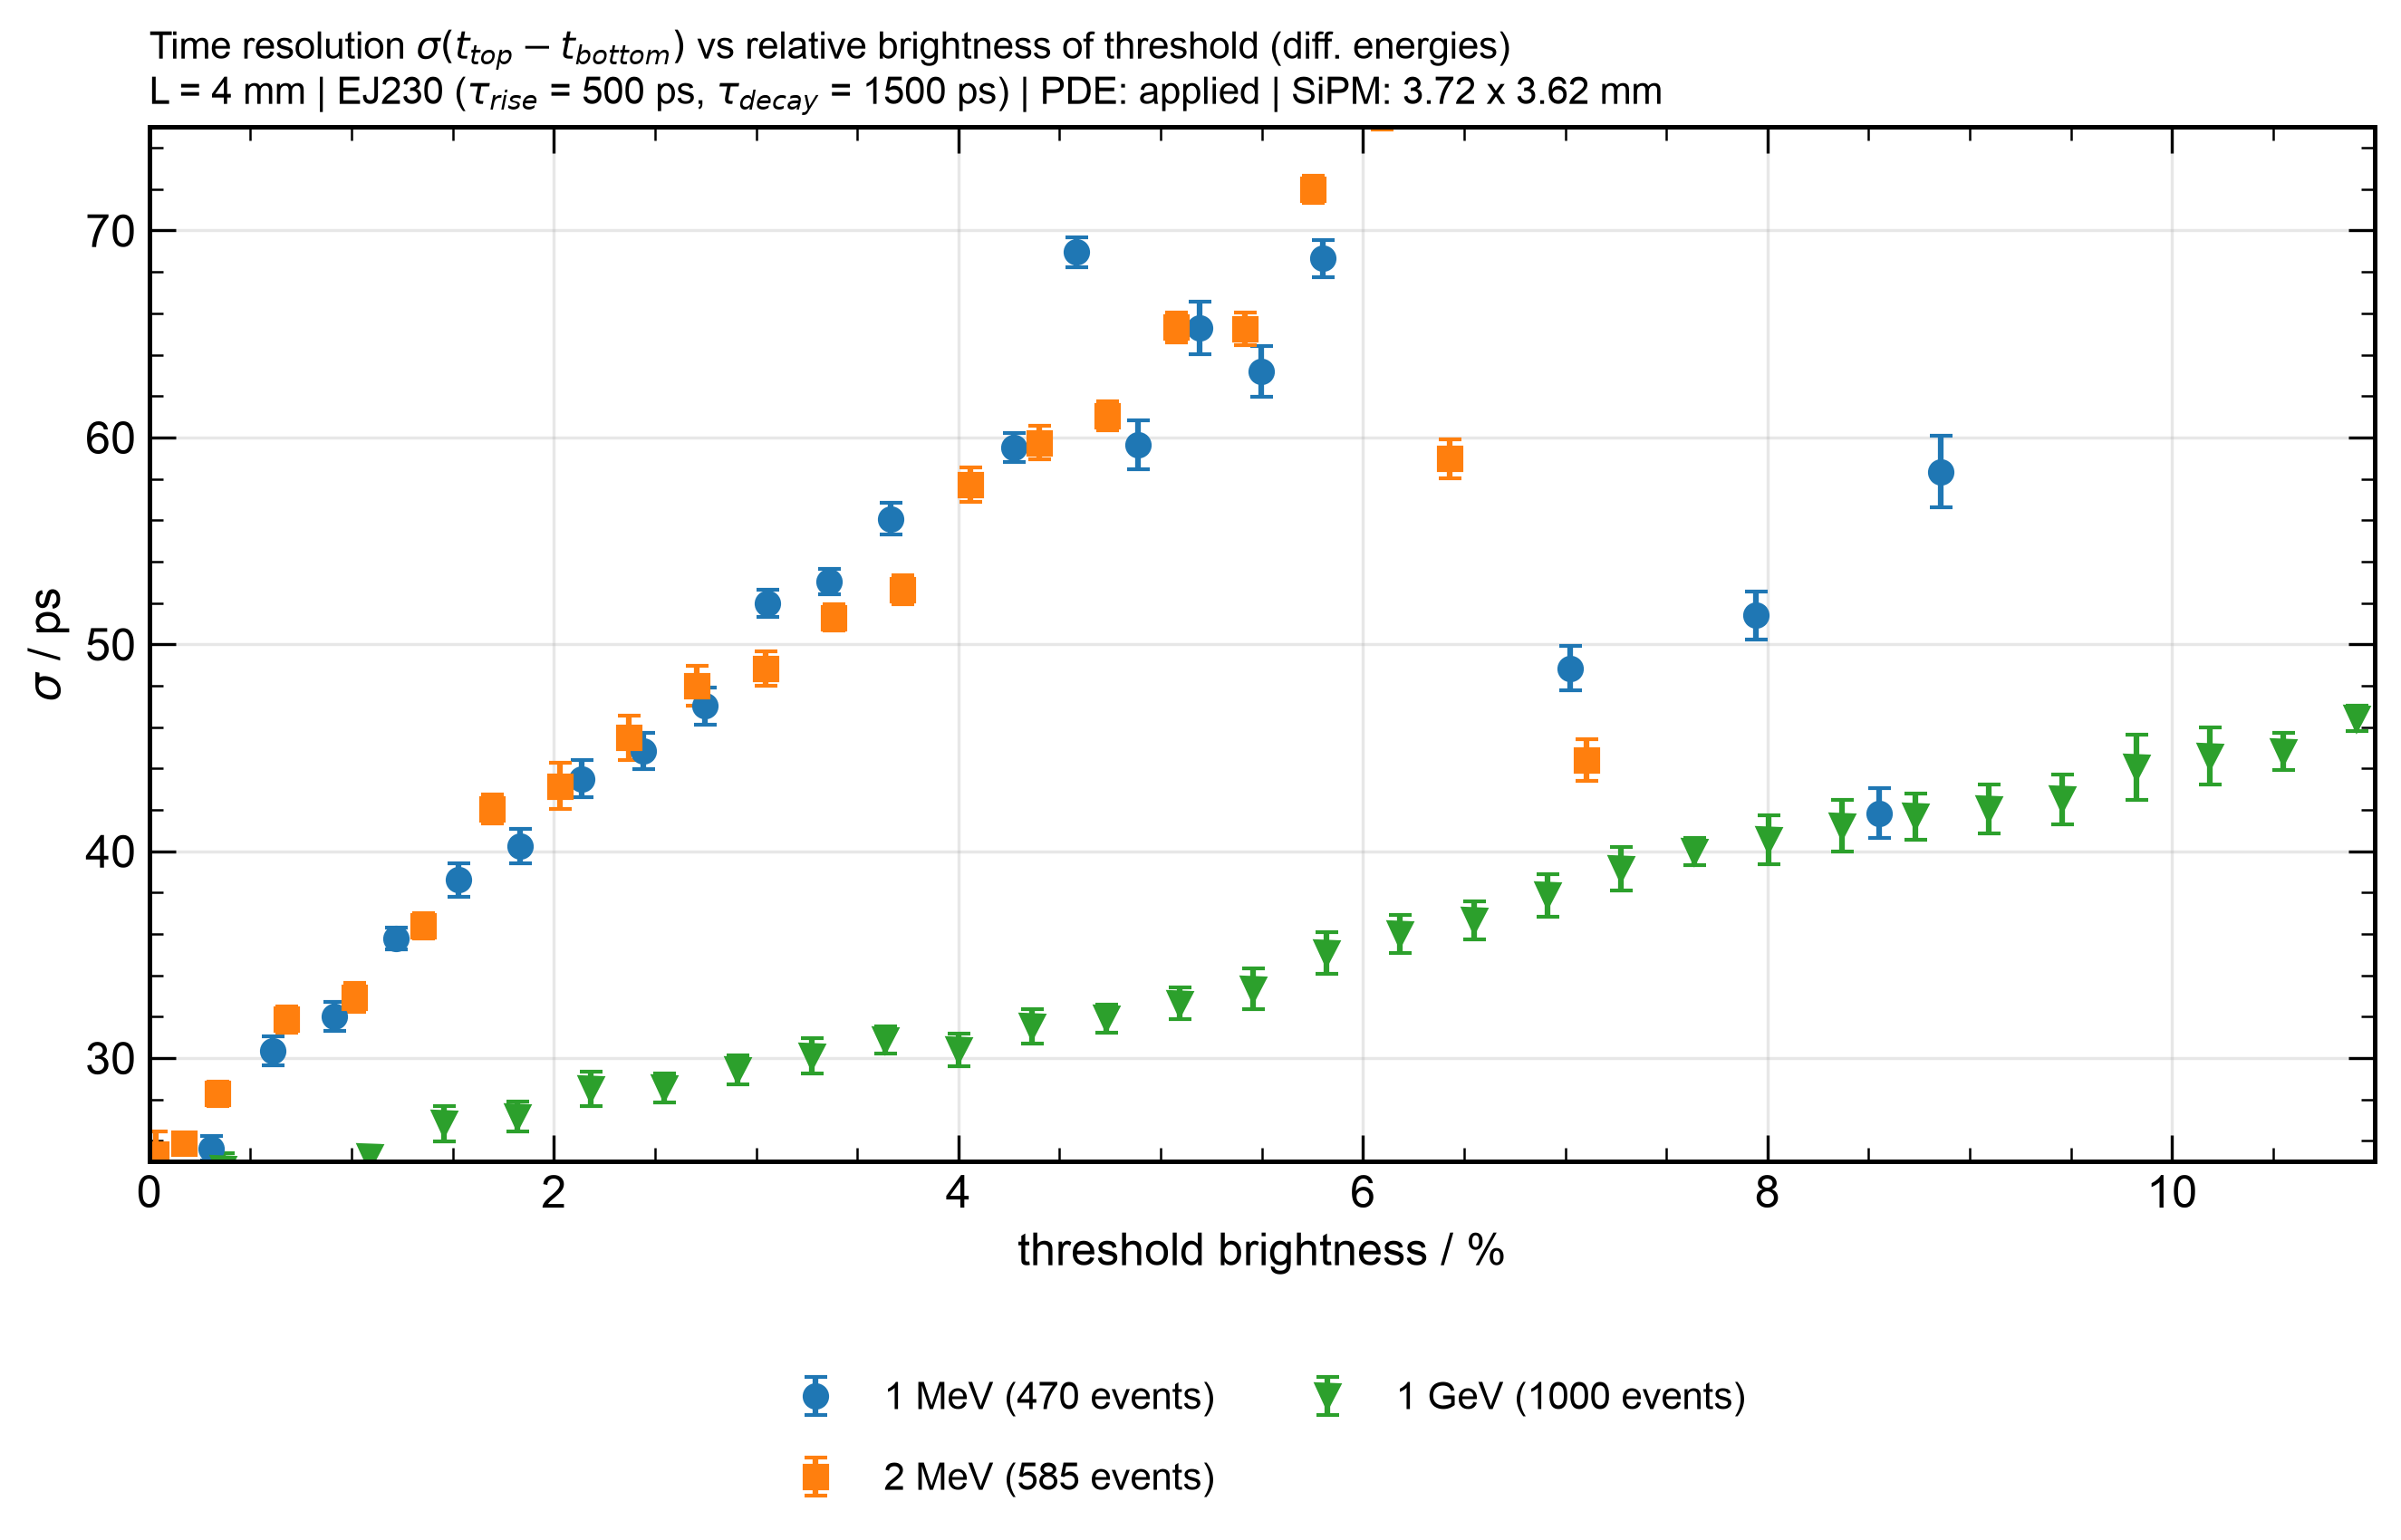 Time resolution σ(t_top − t_bottom) vs relative brightness of threshold (diff. energies)
L = 4 mm | EJ230 (τ_rise = 500 ps, τ_decay = 1500 ps) | PDE: applied | SiPM: 3.72 x 3.62 mm
70
60
50
40
30
σ / ps
0 2 4 6 8 10
threshold brightness / %
1 MeV (470 events) 1 GeV (1000 events)
2 MeV (585 events)